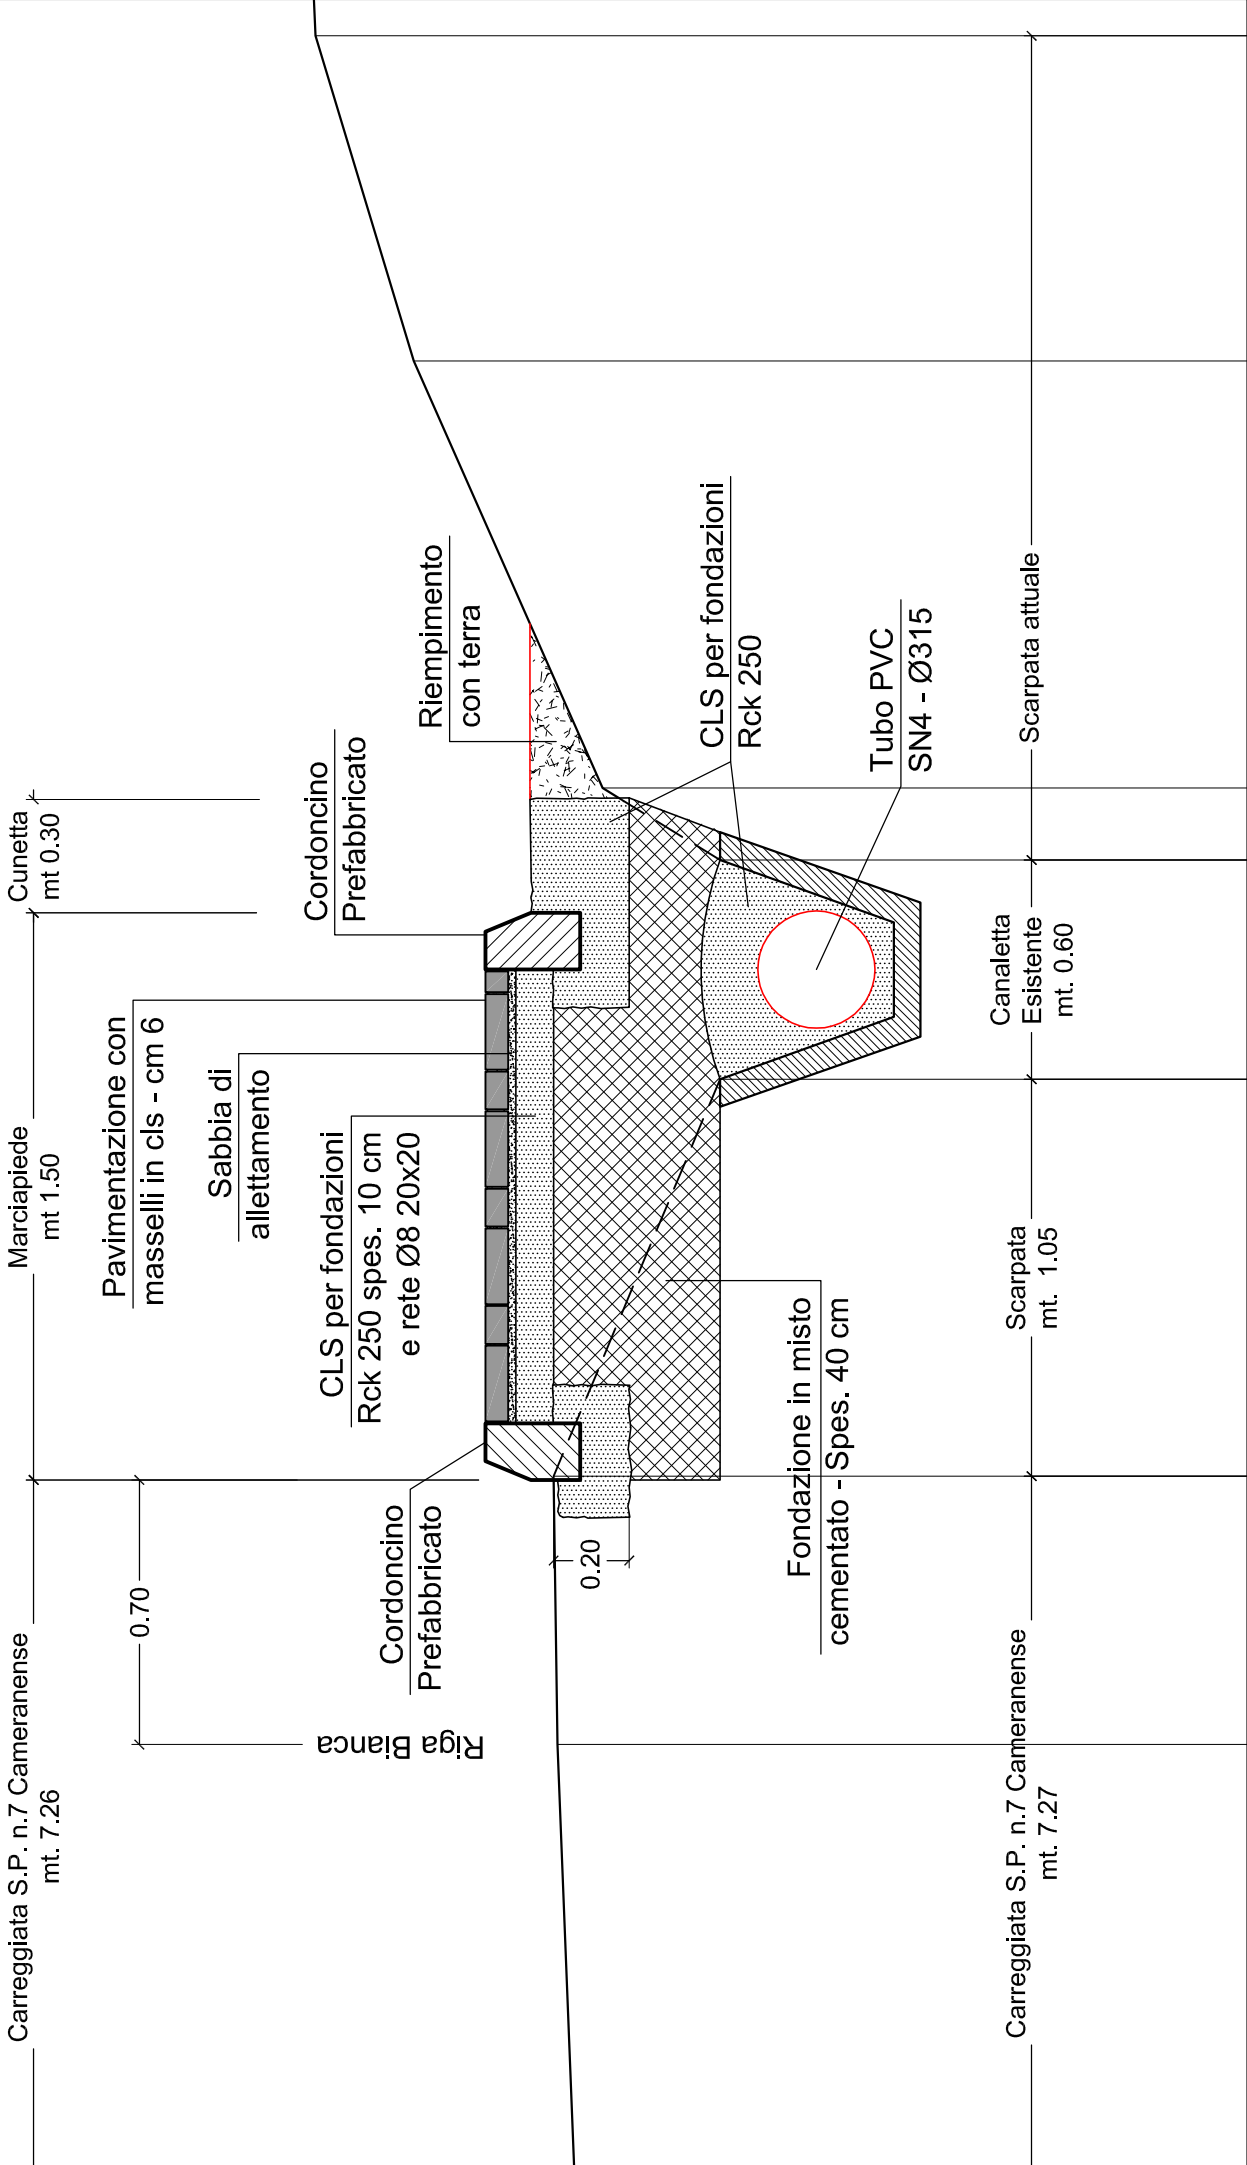 Carreggiata S.P. n.7 Cameranense
mt. 7.26
Marciapiede
mt 1.50
Cunetta
mt 0.30
0.70
Riga Bianca
Pavimentazione con
masselli in cls - cm 6
Sabbia di
allettamento
CLS per fondazioni
Rck 250 spes. 10 cm
e rete Ø8 20x20
Cordoncino
Prefabbricato
Cordoncino
Prefabbricato
Riempimento
con terra
CLS per fondazioni
Rck 250
Tubo PVC
SN4 - Ø315
0.20
Fondazione in misto
cementato - Spes. 40 cm
Carreggiata S.P. n.7 Cameranense
mt. 7.27
Scarpata
mt. 1.05
Canaletta
Esistente
mt. 0.60
Scarpata attuale